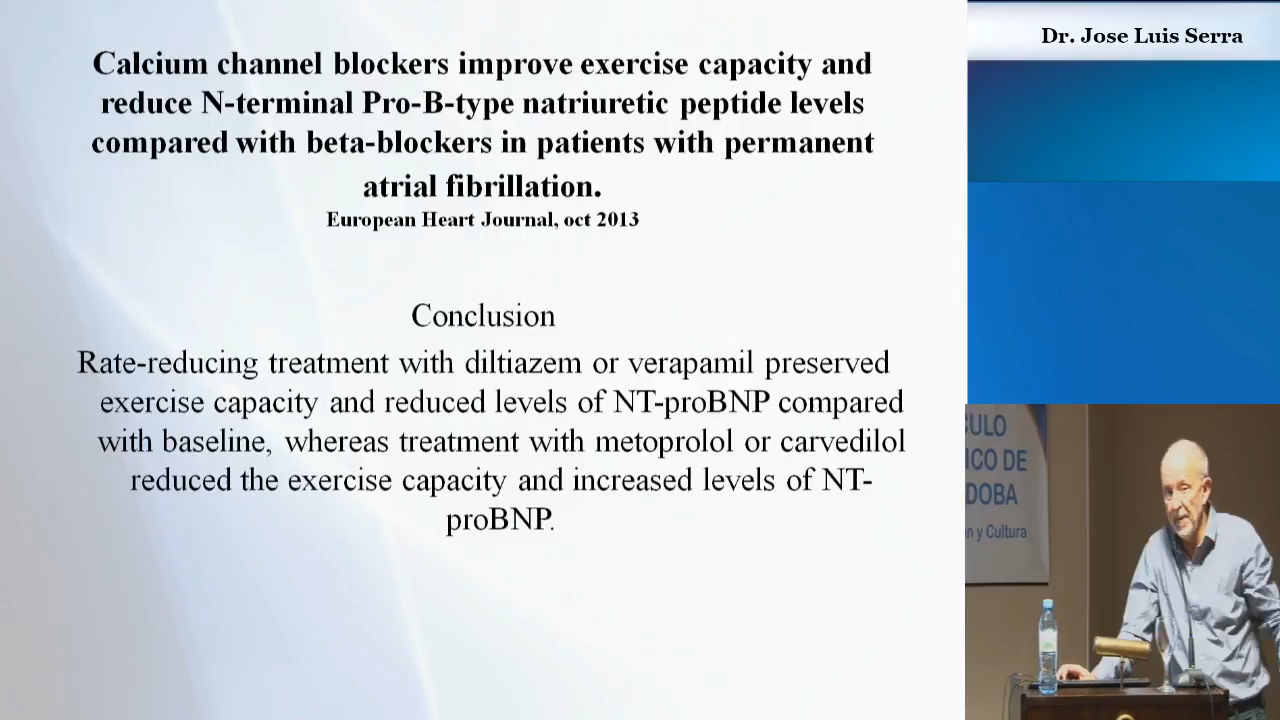 Calcium channel blockers improve exercise capacity and
reduce N-terminal Pro-B-type natriuretic peptide levels
compared with beta-blockers in patients with permanent
atrial fibrillation.
European Heart Journal, oct 2013
Conclusion
Rate-reducing treatment with diltiazem or verapamil preserved
exercise capacity and reduced levels of NT-proBNP compared
with baseline, whereas treatment with metoprolol or carvedilol
reduced the exercise capacity and increased levels of NT-
proBNP.
Dr. Jose Luis Serra
CULO
ICO DE
DOBA
n y Cultura